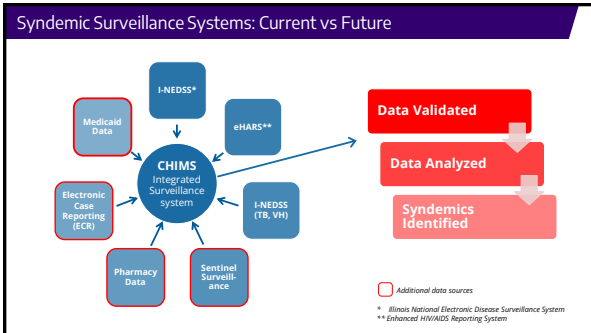 Syndemic Surveillance Systems: Current vs Future
I-NEDSS*
Medicaid
Data
eHARS**
CHIMS
Integrated
Surveillance
system
Electronic
Case
Reporting
(ECR)
I-NEDSS
(TB, VH)
Pharmacy
Data
Sentinel
Surveill-
ance
Data Validated
Data Analyzed
Syndemics
Identified
Additional data sources
* Illinois National Electronic Disease Surveillance System
** Enhanced HIV/AIDS Reporting System